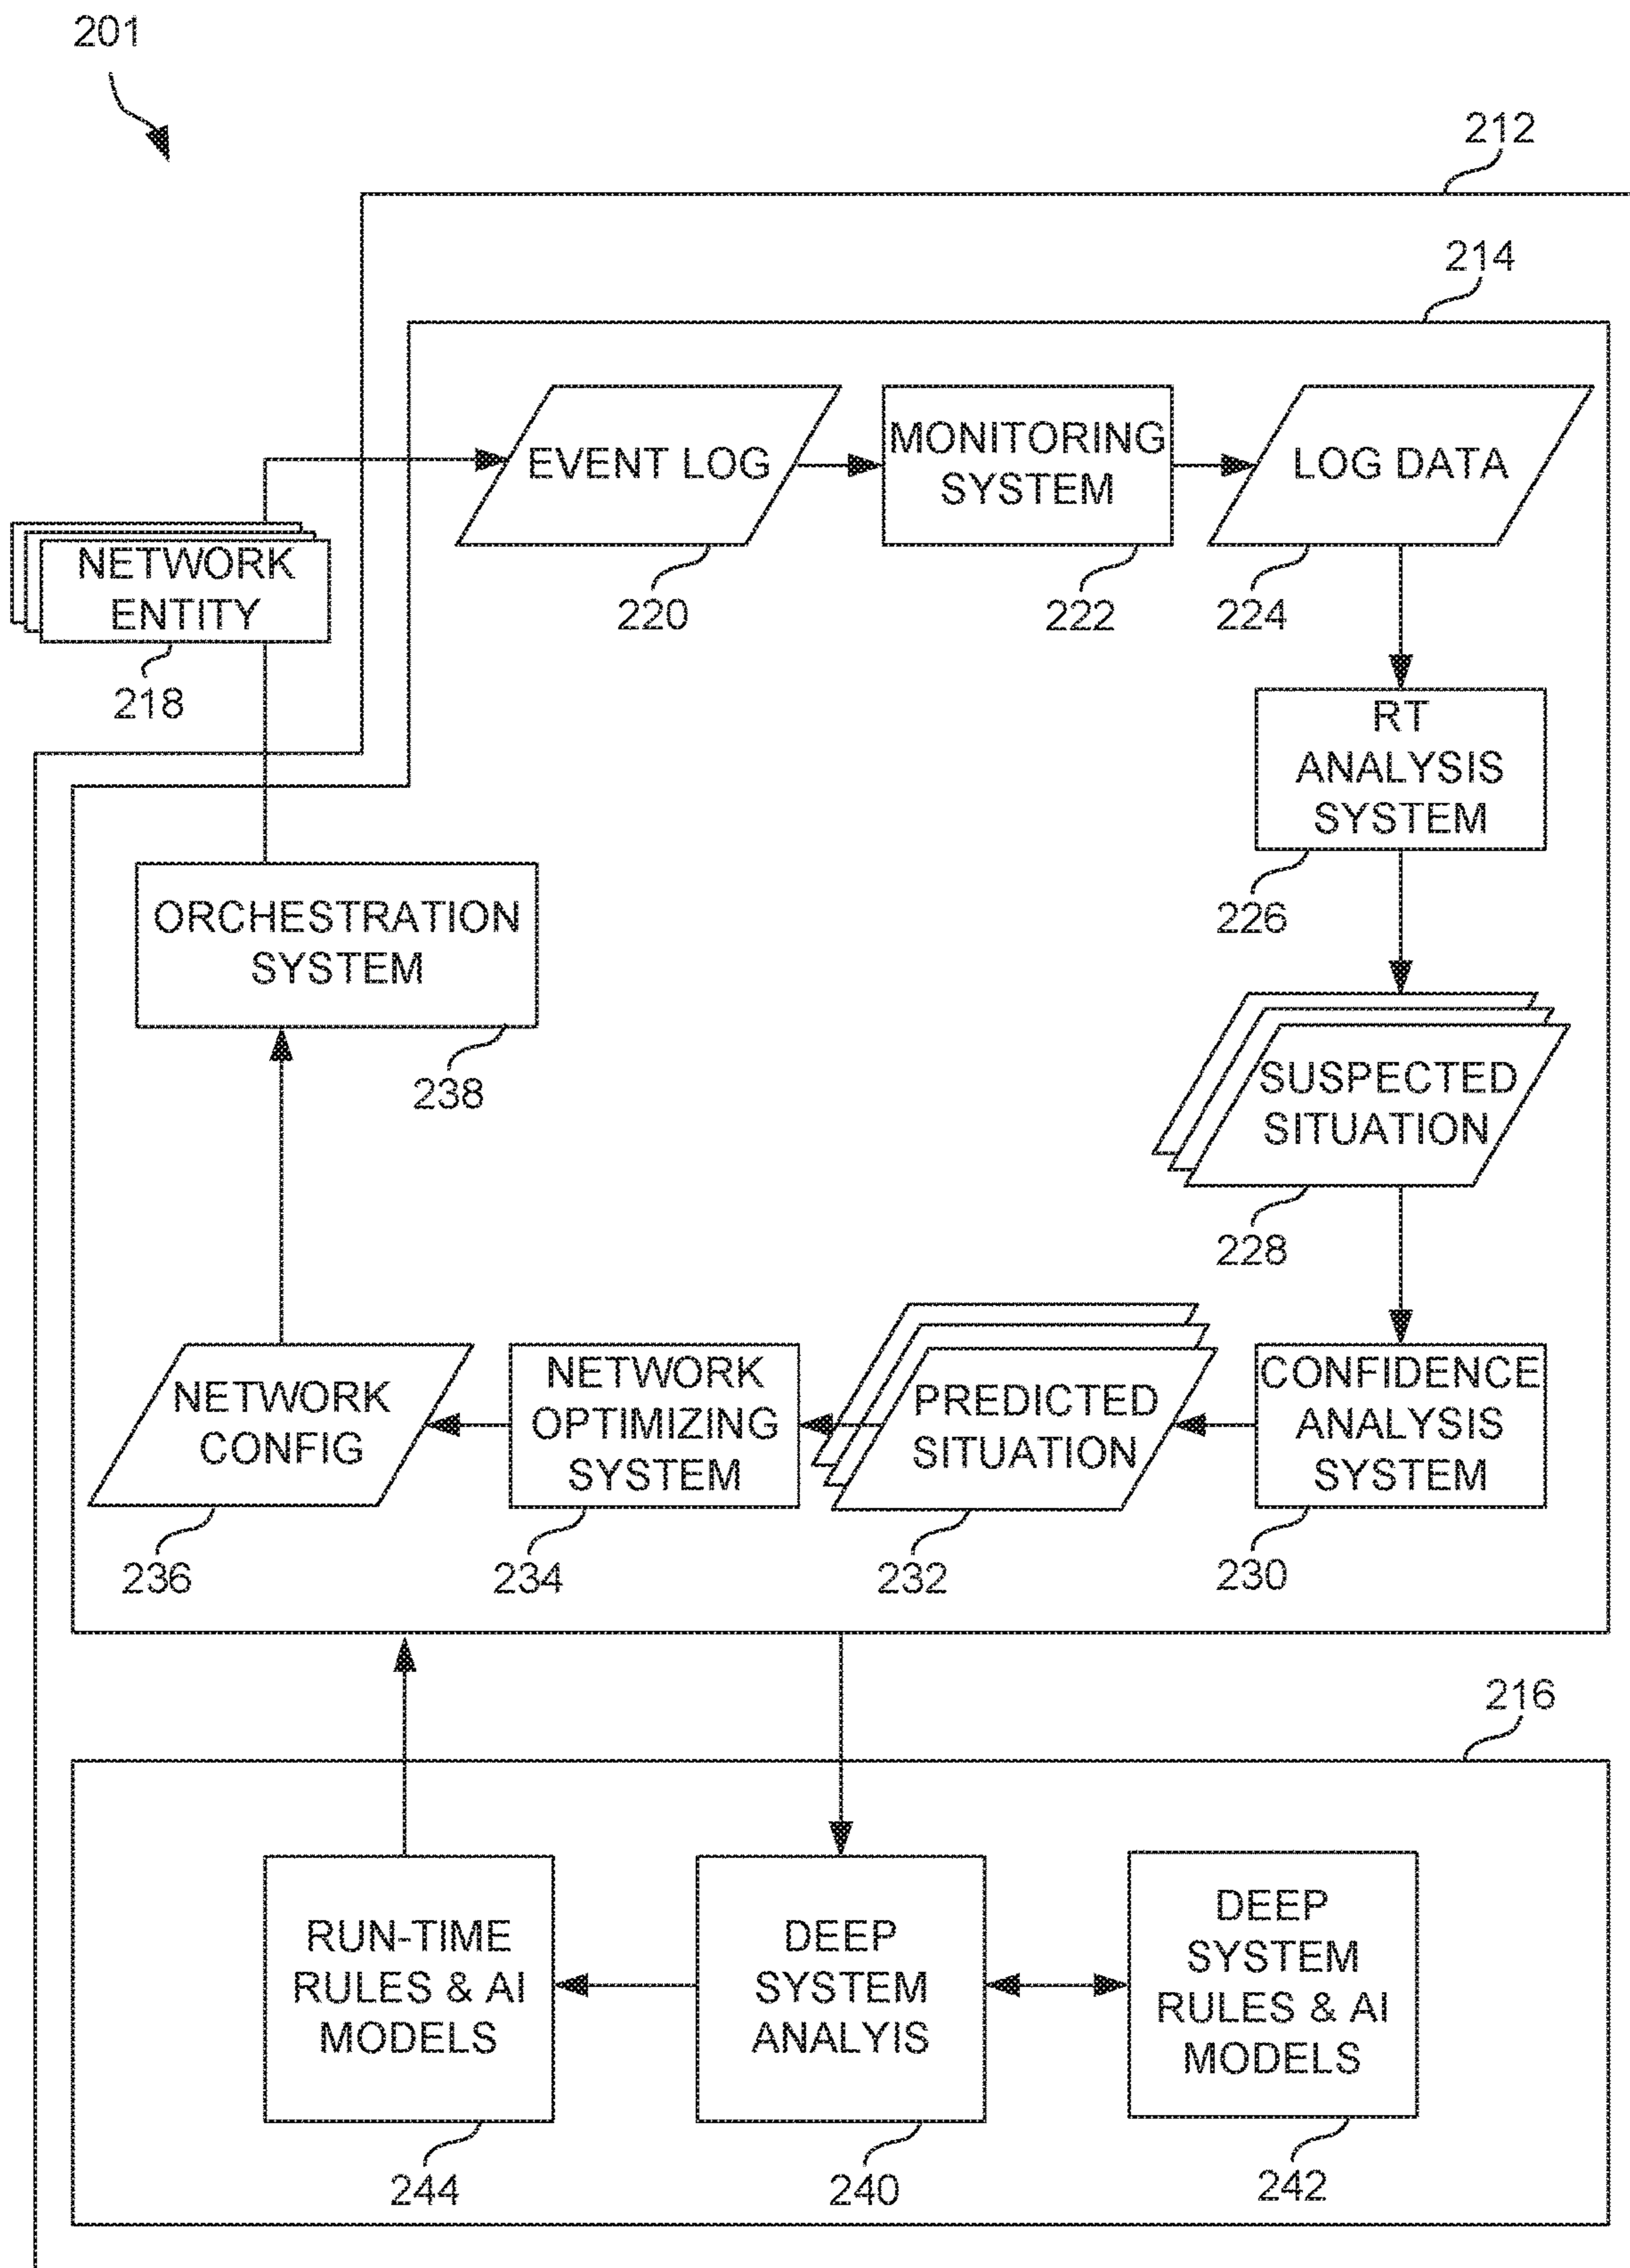 201
212
214
EVENT LOG
MONITORING
SYSTEM
LOG DATA
220
222
224
NETWORK
ENTITY
218
RT
ANALYSIS
SYSTEM
226
ORCHESTRATION
SYSTEM
238
SUSPECTED
SITUATION
228
NETWORK
CONFIG
236
NETWORK
OPTIMIZING
SYSTEM
234
PREDICTED
SITUATION
232
CONFIDENCE
ANALYSIS
SYSTEM
230
216
RUN-TIME
RULES & AI
MODELS
244
DEEP
SYSTEM
ANALYIS
240
DEEP
SYSTEM
RULES & AI
MODELS
242